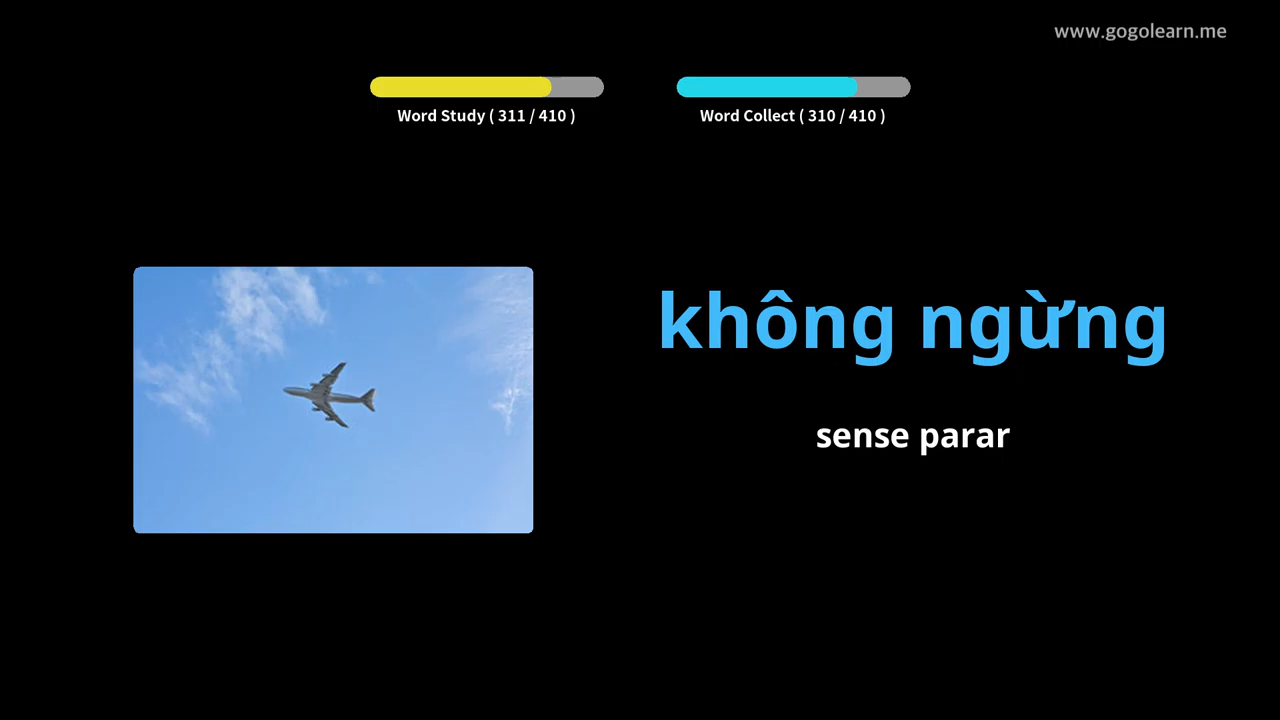 www.gogolearn.me
Word Study ( 311 / 410 )
Word Collect ( 310 / 410 )
không ngừng
sense parar